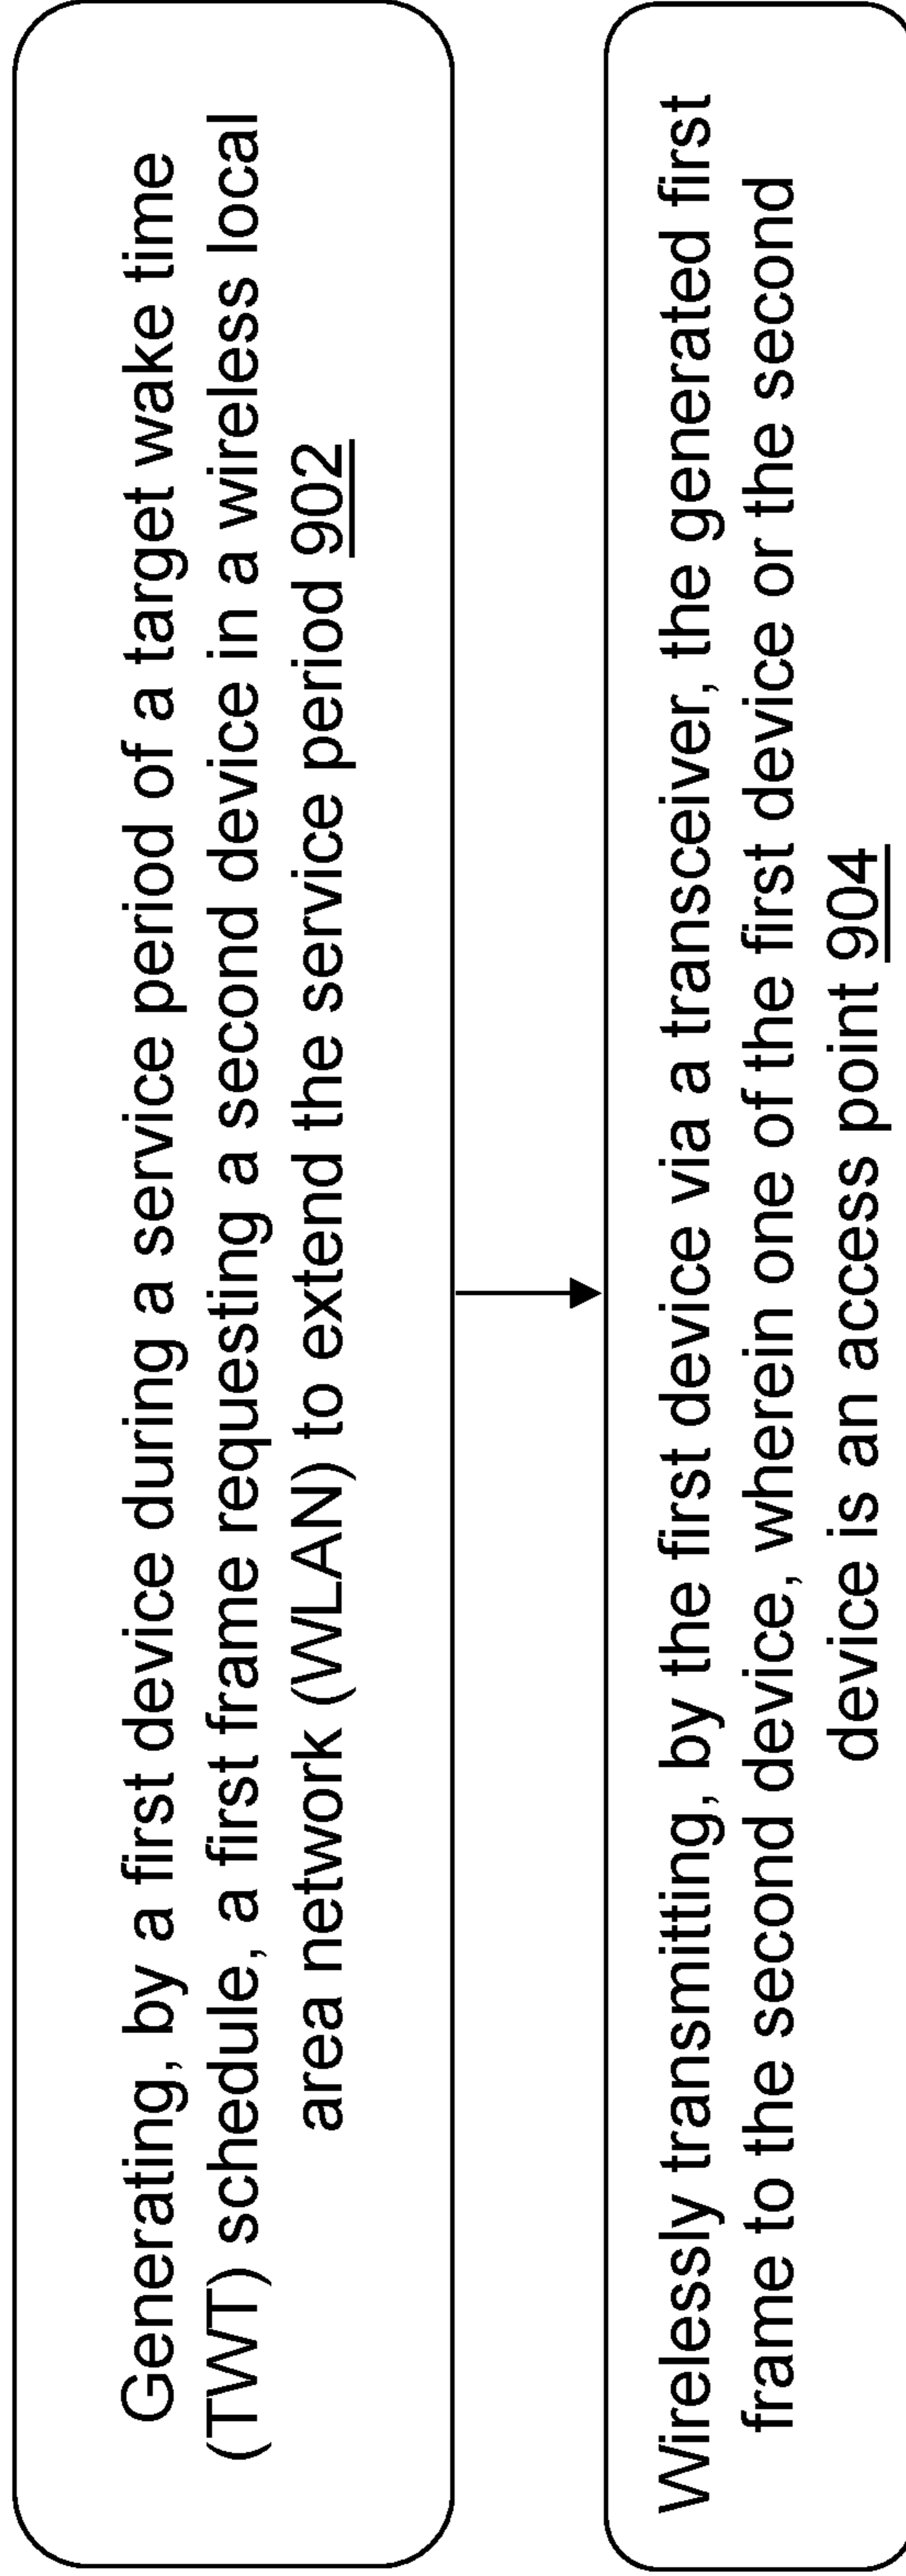 Generating, by a first device during a service period of a target wake time
(TWT) schedule, a first frame requesting a second device in a wireless local
area network (WLAN) to extend the service period 902
Wirelessly transmitting, by the first device via a transceiver, the generated first
frame to the second device, wherein one of the first device or the second
device is an access point 904